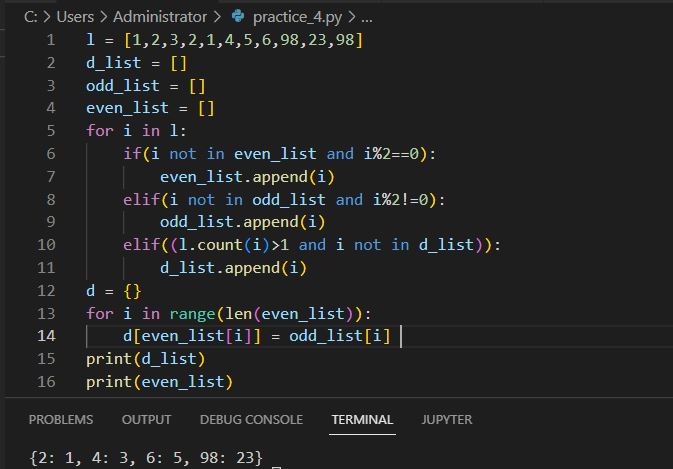 C: > Users > Administrator > practice_4.py > ...
1 l = [1,2,3,2,1,4,5,6,98,23,98]
2 d_list = []
3 odd_list = []
4 even_list = []
5 for i in l:
6 if(i not in even_list and i%2==0):
7 even_list.append(i)
8 elif(i not in odd_list and i%2!=0):
9 odd_list.append(i)
10 elif((l.count(i)>1 and i not in d_list)):
11 d_list.append(i)
12 d = {}
13 for i in range(len(even_list)):
14 d[even_list[i]] = odd_list[i]
15 print(d_list)
16 print(even_list)
PROBLEMS OUTPUT DEBUG CONSOLE TERMINAL JUPYTER
{2: 1, 4: 3, 6: 5, 98: 23}